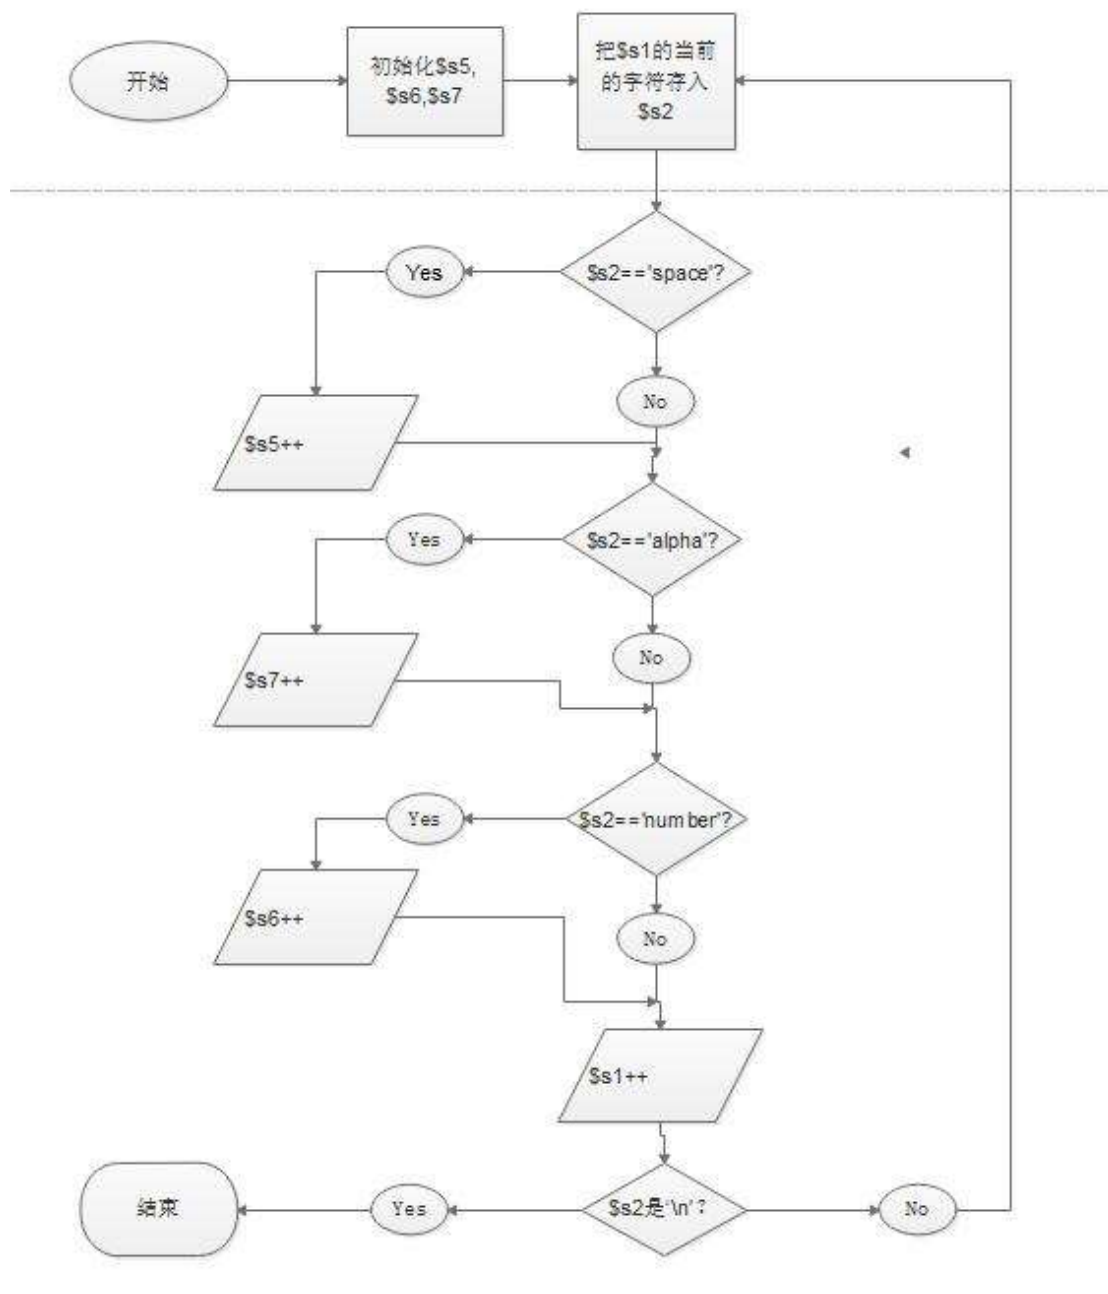 开始
初始化$s5,
$s6,$s7
把$s1的当前
的字符存入
$s2
Yes
$s2=='space'?
No
$s5++
Yes
$s2=='alpha'?
No
$s7++
Yes
$s2=='number'?
No
$s6++
$s1++
结束
Yes
$s2是'\n'?
No